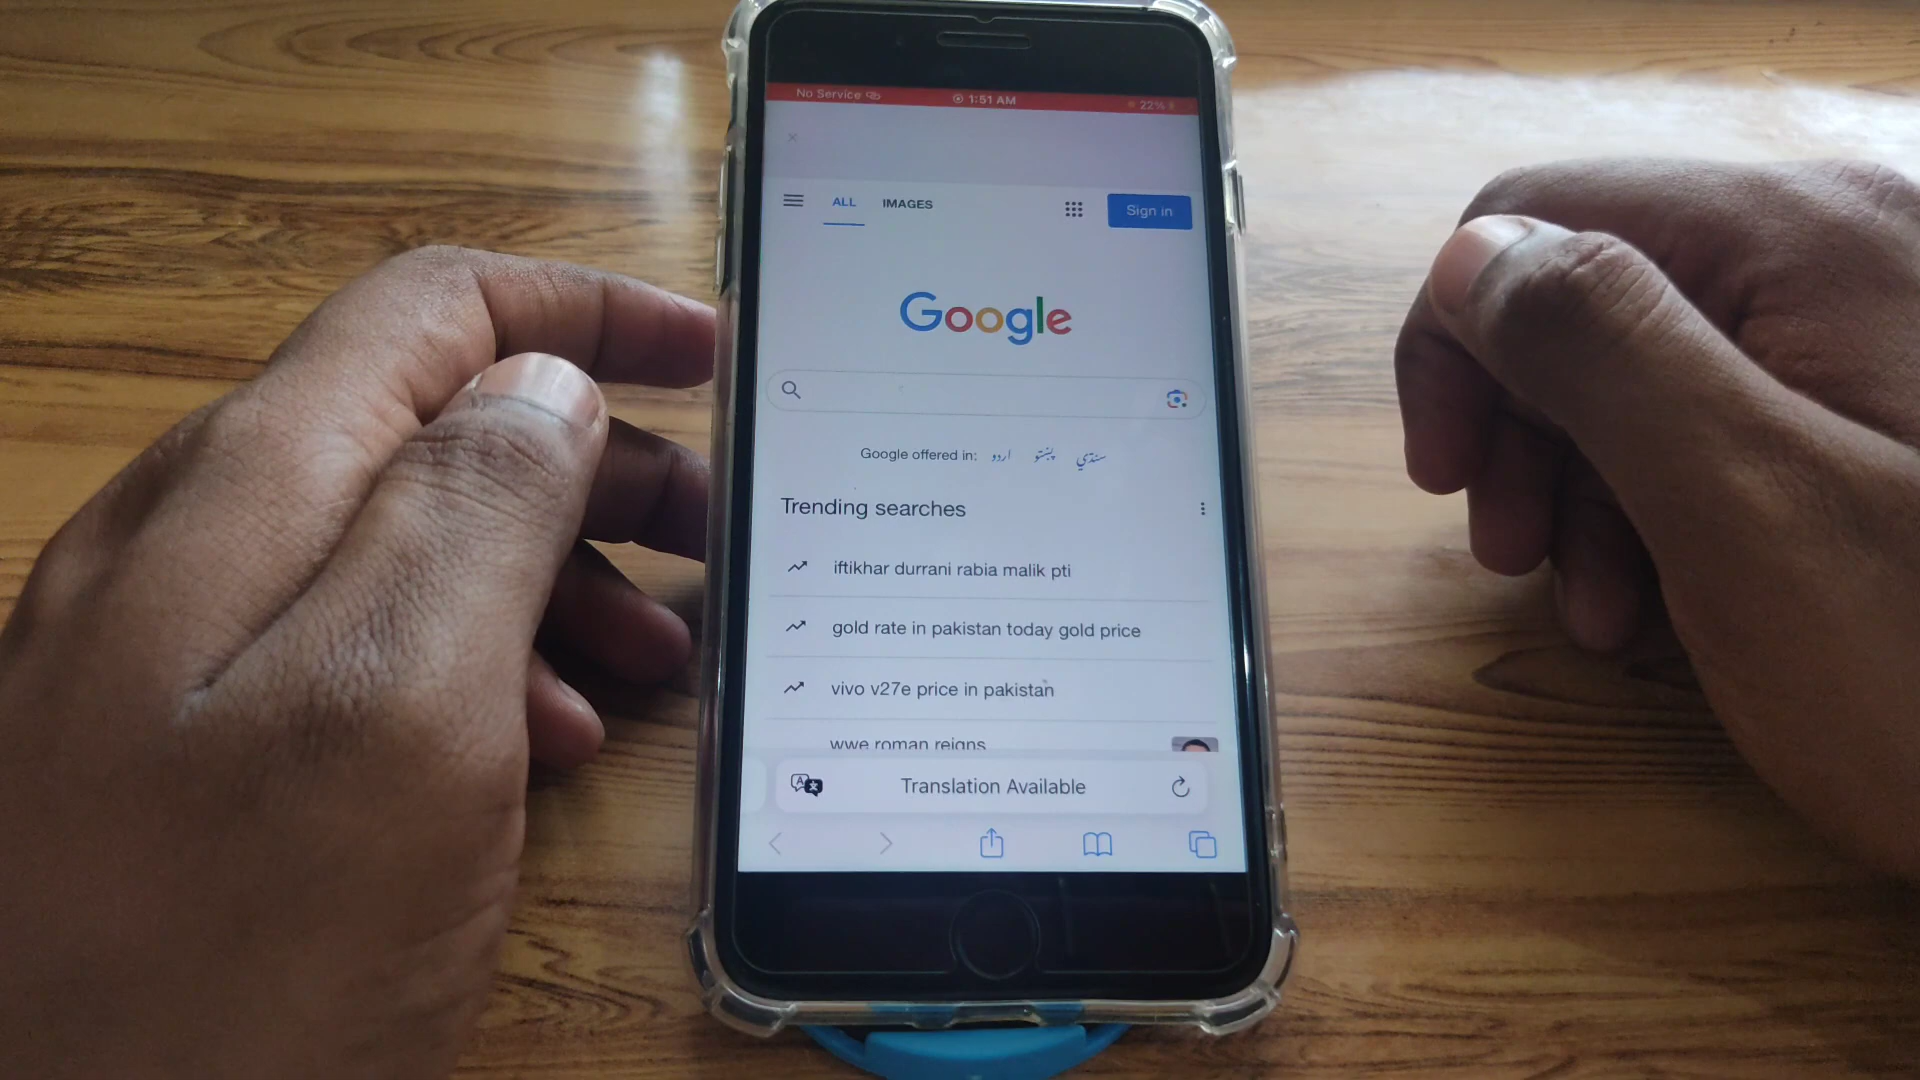 No Service 1:51 AM 22%
ALL IMAGES Sign in
Google
Google offered in: اردو پښتو سنڌي
Trending searches
iftikhar durrani rabia malik pti
gold rate in pakistan today gold price
vivo v27e price in pakistan
wwe roman reigns
Translation Available